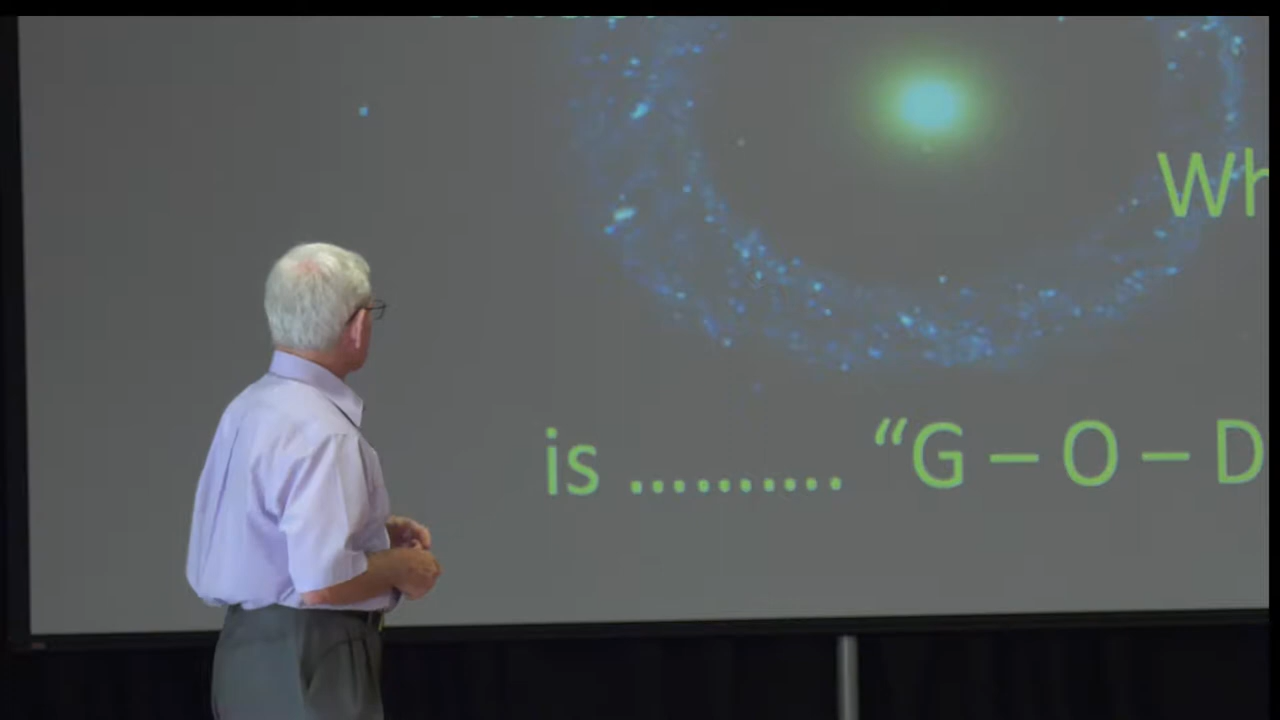 Wh
is .......... “G – O – D